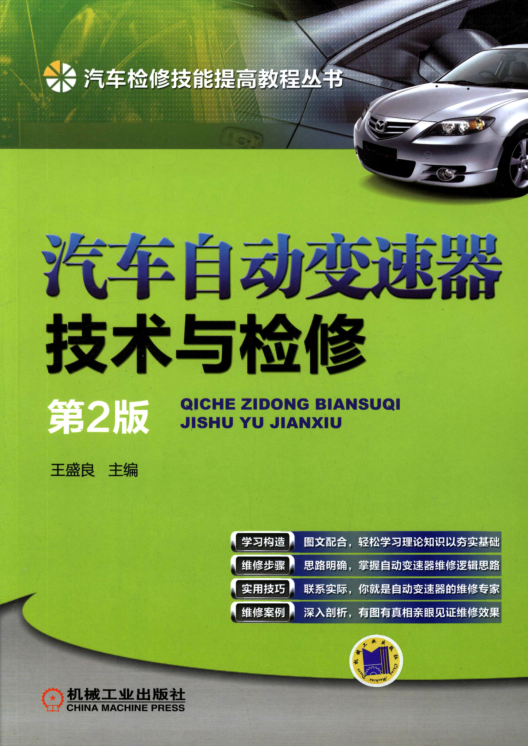 汽车检修技能提高教程丛书
汽车自动变速器
技术与检修
第2版
QICHE ZIDONG BIANSUQI
JISHU YU JIANXIU
王盛良 主编
学习构造 图文配合，轻松学习理论知识以夯实基础
维修步骤 思路明确，掌握自动变速器维修逻辑思路
实用技巧 联系实际，你就是自动变速器的维修专家
维修案例 深入剖析，有图有真相亲眼见证维修效果
机械工业出版社
CHINA MACHINE PRESS